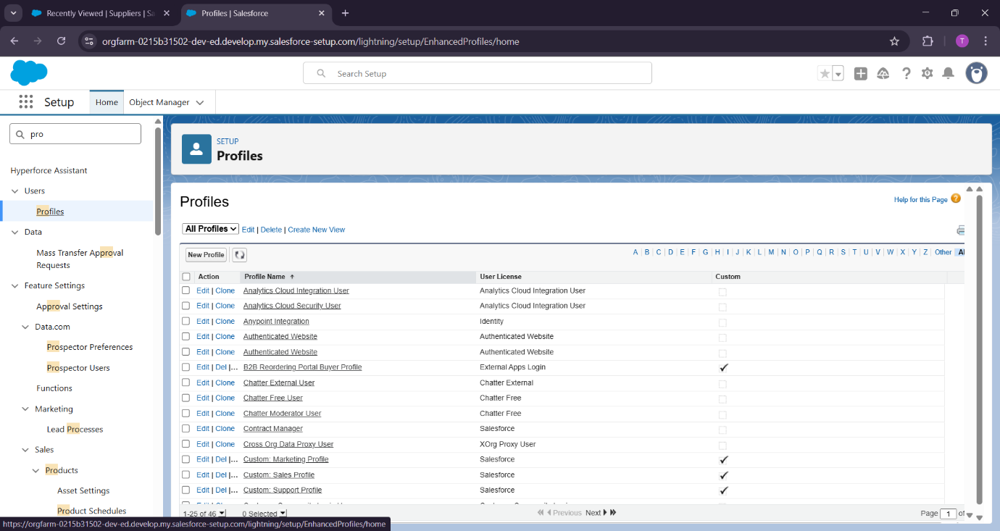 Recently Viewed | Suppliers | Sa
Profiles | Salesforce
orgfarm-0215b31502-dev-ed.develop.my.salesforce-setup.com/lightning/setup/EnhancedProfiles/home
T
Search Setup
Setup
Home
Object Manager
pro
Hyperforce Assistant
Users
Profiles
Data
Mass Transfer Approval
Requests
Feature Settings
Approval Settings
Data.com
Prospector Preferences
Prospector Users
Functions
Marketing
Lead Processes
Sales
Products
Asset Settings
Product Schedules
SETUP
Profiles
Profiles
Help for this Page ?
All Profiles Edit | Delete | Create New View
New Profile
A | B | C | D | E | F | G | H | I | J | K | L | M | N | O | P | Q | R | S | T | U | V | W | X | Y | Z | Other
Action Profile Name User License Custom
Edit | Clone Analytics Cloud Integration User Analytics Cloud Integration User
Edit | Clone Analytics Cloud Security User Analytics Cloud Integration User
Edit | Clone Anypoint Integration Identity
Edit | Clone Authenticated Website Authenticated Website
Edit | Clone Authenticated Website Authenticated Website
Edit | Del |... B2B Reordering Portal Buyer Profile External Apps Login
Edit | Clone Chatter External User Chatter External
Edit | Clone Chatter Free User Chatter Free
Edit | Clone Chatter Moderator User Chatter Free
Edit | Clone Contract Manager Salesforce
Edit | Clone Cross Org Data Proxy User XOrg Proxy User
Edit | Del |... Custom: Marketing Profile Salesforce
Edit | Del |... Custom: Sales Profile Salesforce
Edit | Del |... Custom: Support Profile Salesforce
1-25 of 46 0 Selected Previous Next Page 1 of
https://orgfarm-0215b31502-dev-ed.develop.my.salesforce-setup.com/lightning/setup/EnhancedProfiles/home